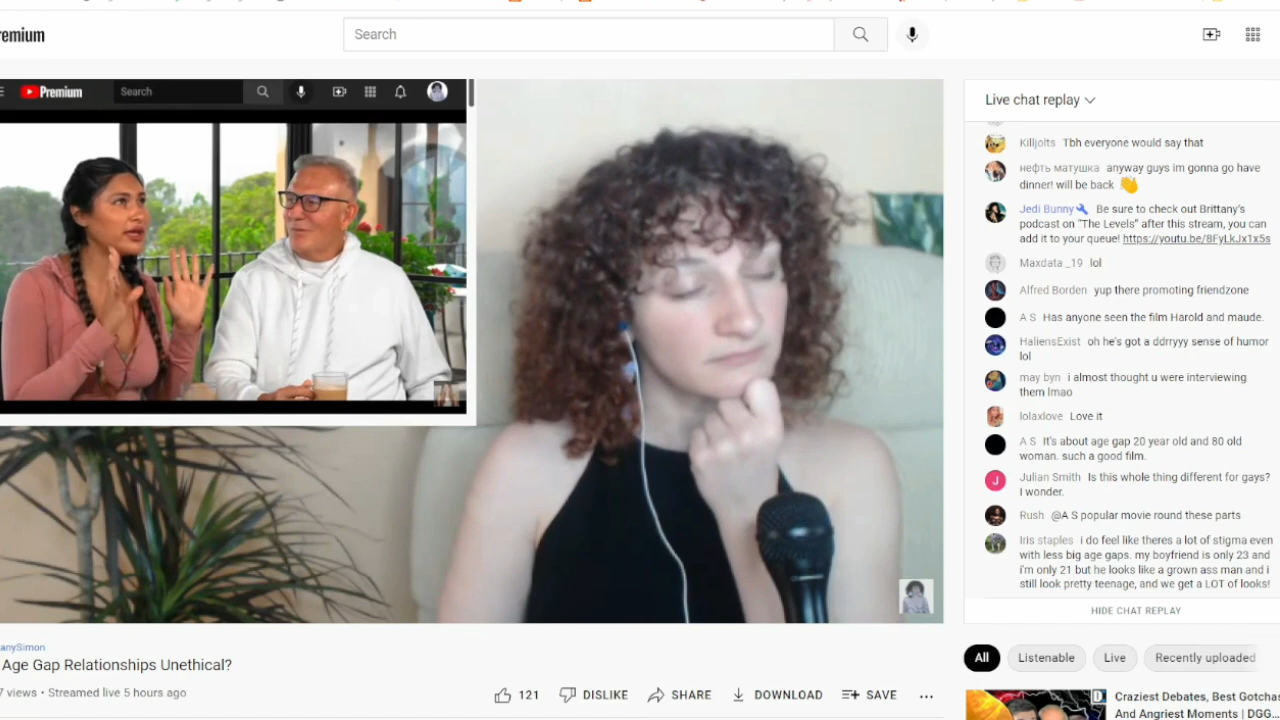 remium
Search
Premium
Search
Live chat replay
Killjolts Tbh everyone would say that
нефть матушка anyway guys im gonna go have
dinner! will be back
Jedi Bunny Be sure to check out Brittany's
podcast on "The Levels" after this stream, you can
add it to your queue! https://youtu.be/8FyLkJx1x5s
Maxdata _19 lol
Alfred Borden yup there promoting friendzone
A S Has anyone seen the film Harold and maude.
HaliensExist oh he's got a ddrryyy sense of humor
lol
may byn i almost thought u were interviewing
them lmao
lolaxlove Love it
A S It's about age gap 20 year old and 80 old
woman. such a good film.
Julian Smith Is this whole thing different for gays?
I wonder.
Rush @A S popular movie round these parts
Iris staples i do feel like theres a lot of stigma even
with less big age gaps. my boyfriend is only 23 and
i'm only 21 but he looks like a grown ass man and i
still look pretty teenage, and we get a LOT of looks!
HIDE CHAT REPLAY
anySimon
Age Gap Relationships Unethical?
7 views • Streamed live 5 hours ago
121
DISLIKE
SHARE
DOWNLOAD
SAVE
All
Listenable
Live
Recently uploaded
Craziest Debates, Best Gotchas
And Angriest Moments | DGG...